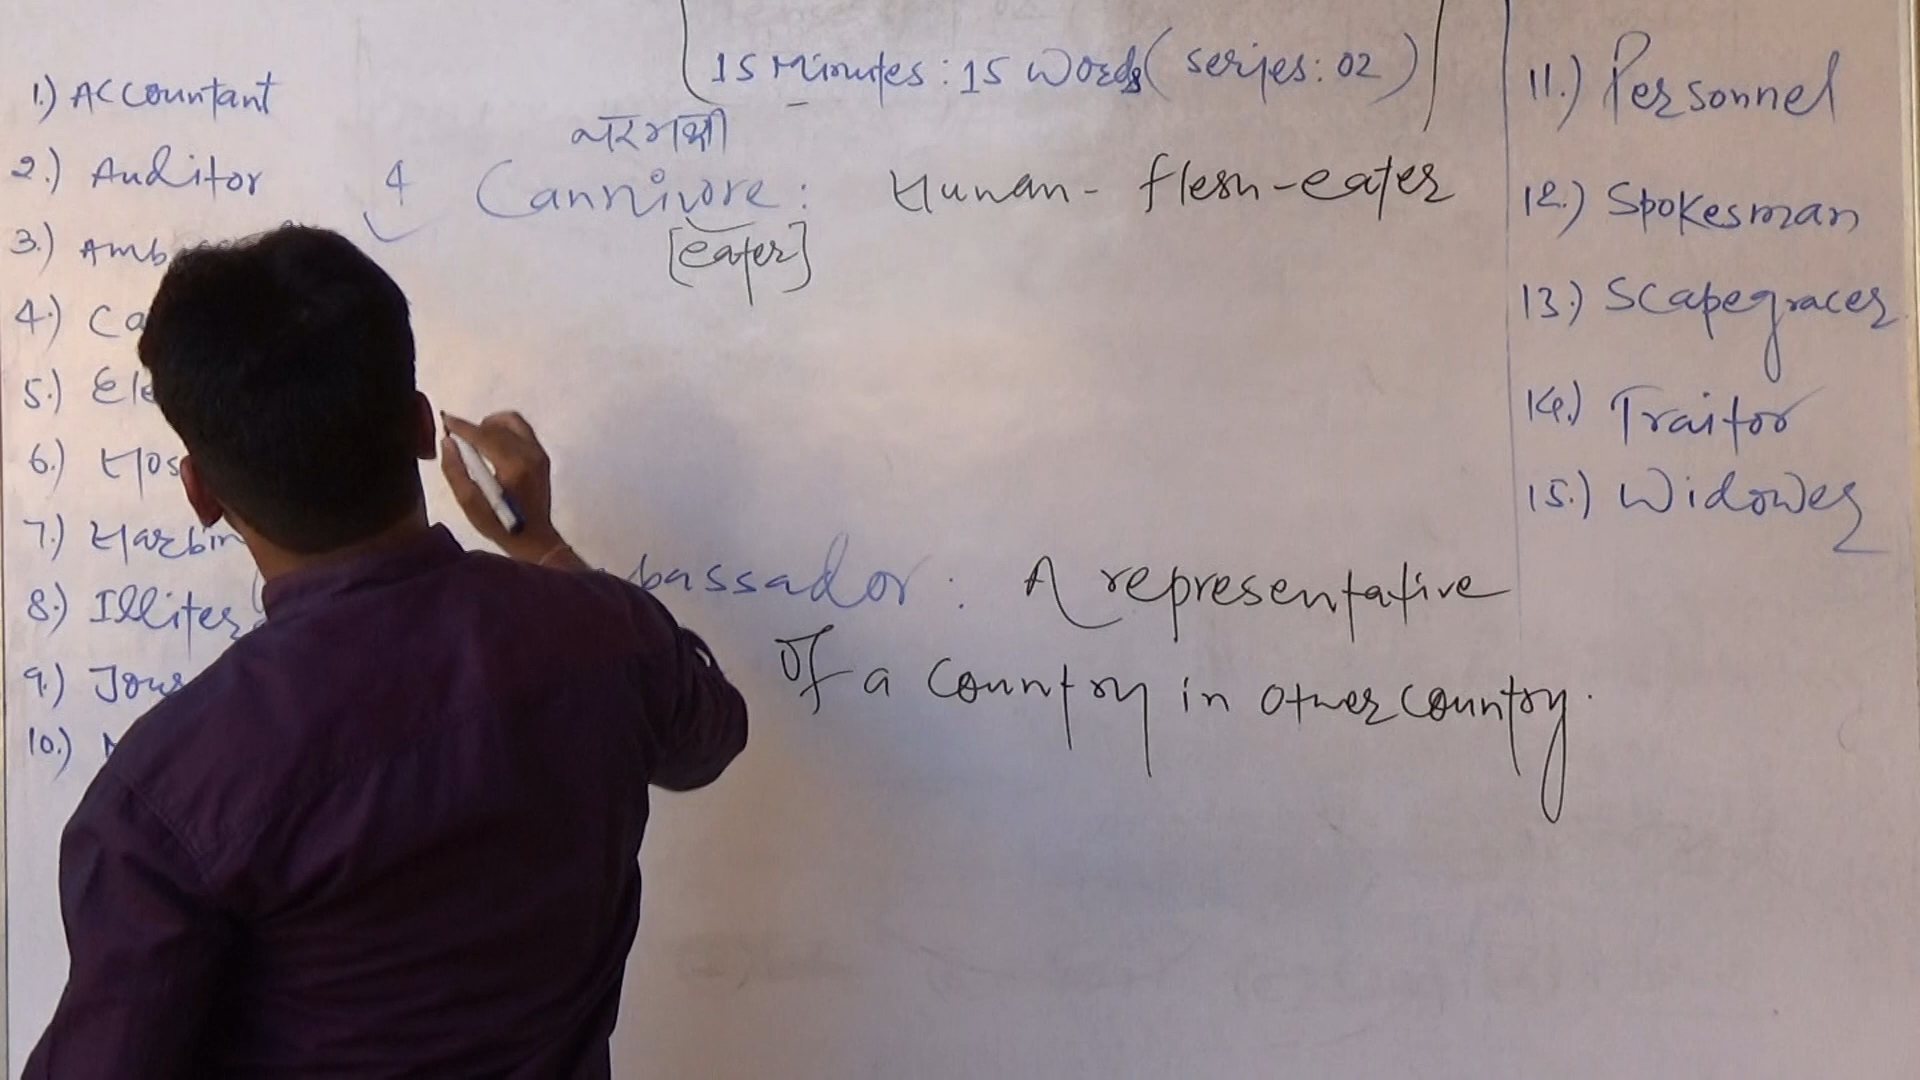 15 Minutes: 15 Words (series: 02)
1.) Accountant
2.) Auditor
3.) Amb
4.) Ca
5.) Ele
6.) Hos
7.) Harbin
8.) Illiter
9.) Jour
10.)
नरभक्षी
4 Cannivore: Human-flesh-eater
[eater]
bassador: A representative
of a country in other country.
11.) Personnel
12.) Spokesman
13.) Scapegracer
14.) Traitor
15.) Widower